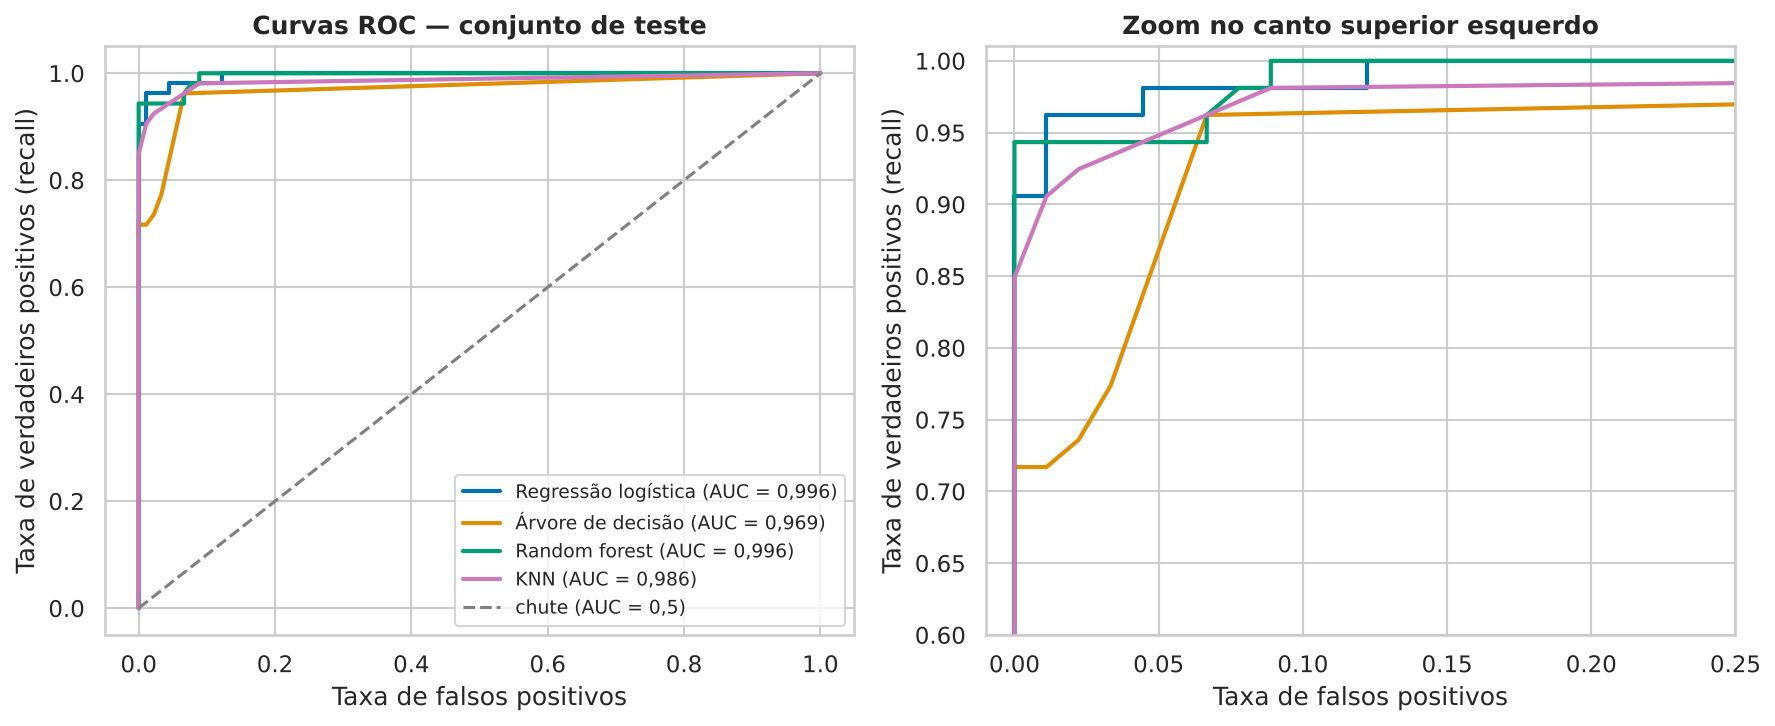 Curvas ROC — conjunto de teste
Taxa de verdadeiros positivos (recall)
1.0
0.8
0.6
0.4
0.2
0.0
Regressão logística (AUC = 0,996)
Árvore de decisão (AUC = 0,969)
Random forest (AUC = 0,996)
KNN (AUC = 0,986)
chute (AUC = 0,5)
0.0 0.2 0.4 0.6 0.8 1.0
Taxa de falsos positivos
Zoom no canto superior esquerdo
Taxa de verdadeiros positivos (recall)
1.00
0.95
0.90
0.85
0.80
0.75
0.70
0.65
0.60
0.00 0.05 0.10 0.15 0.20 0.25
Taxa de falsos positivos